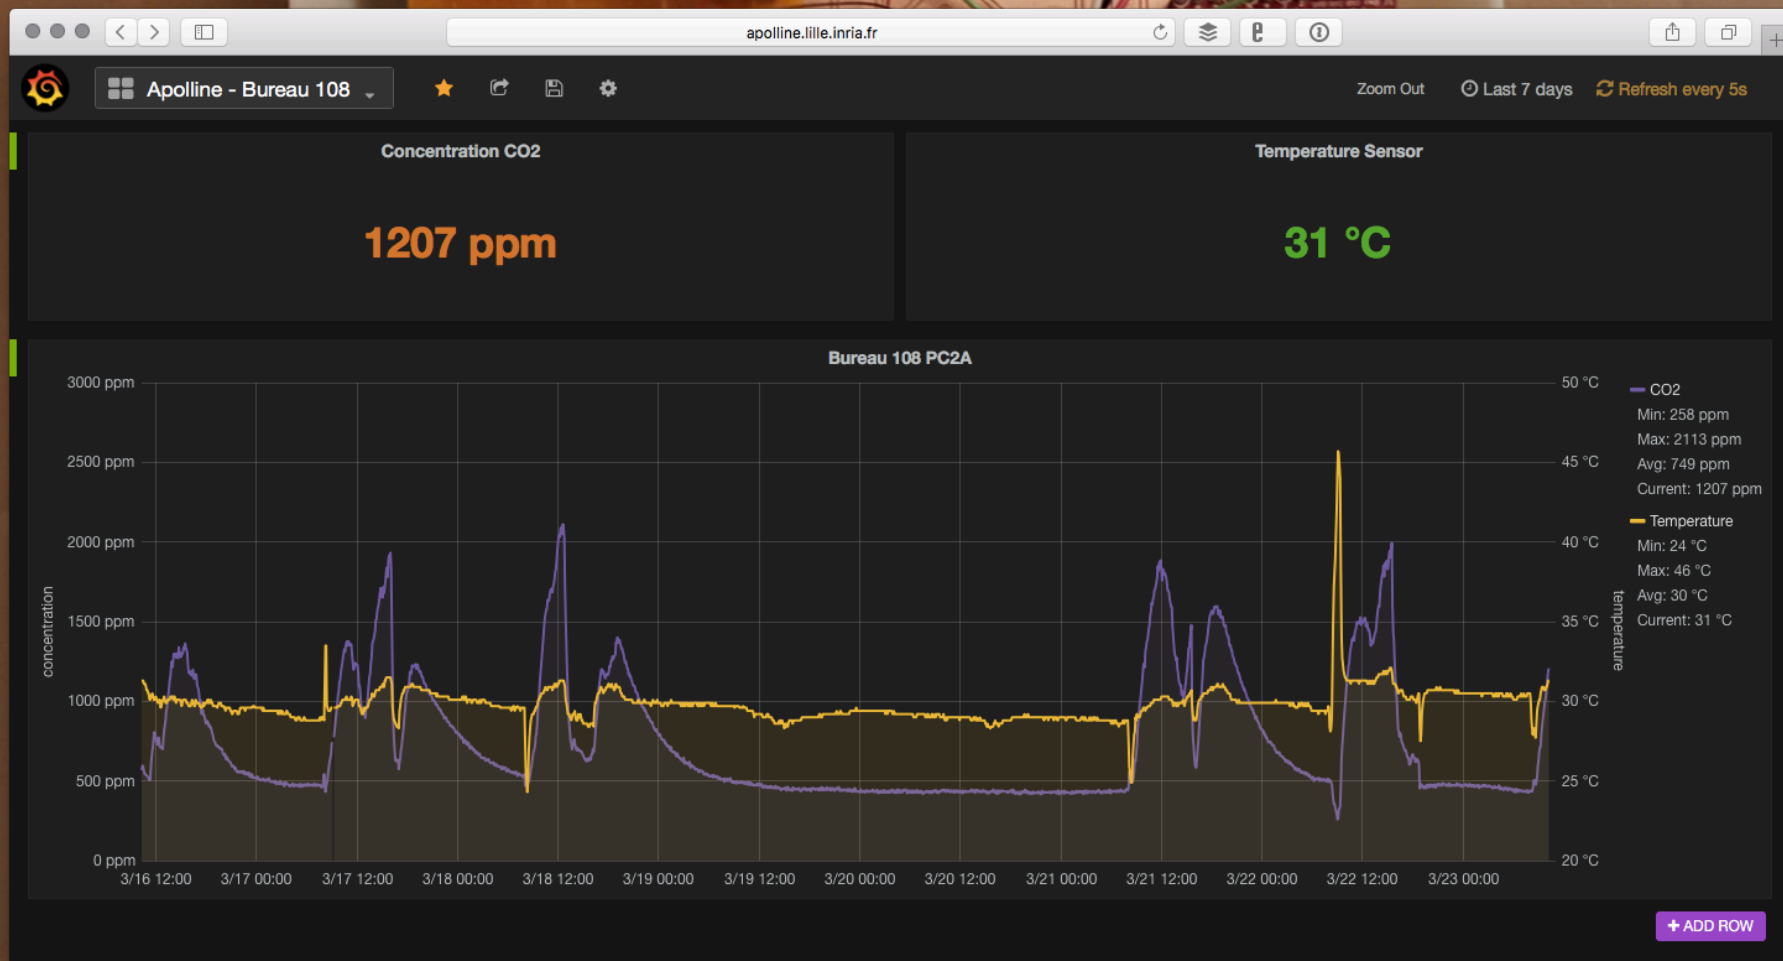 apolline.lille.inria.fr
Apolline - Bureau 108
Zoom Out
Last 7 days
Refresh every 5s
Concentration CO2
Temperature Sensor
1207 ppm
31 °C
Bureau 108 PC2A
3000 ppm
2500 ppm
2000 ppm
1500 ppm
1000 ppm
500 ppm
0 ppm
concentration
50 °C
45 °C
40 °C
35 °C
30 °C
25 °C
20 °C
temperature
CO2
Min: 258 ppm
Max: 2113 ppm
Avg: 749 ppm
Current: 1207 ppm
Temperature
Min: 24 °C
Max: 46 °C
Avg: 30 °C
Current: 31 °C
3/16 12:00 3/17 00:00 3/17 12:00 3/18 00:00 3/18 12:00 3/19 00:00 3/19 12:00 3/20 00:00 3/20 12:00 3/21 00:00 3/21 12:00 3/22 00:00 3/22 12:00 3/23 00:00
+ ADD ROW